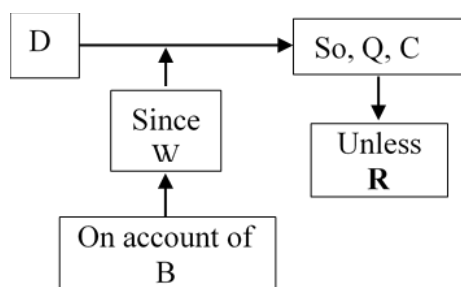 D
So, Q, C
Since
W
Unless
R
On account of
B